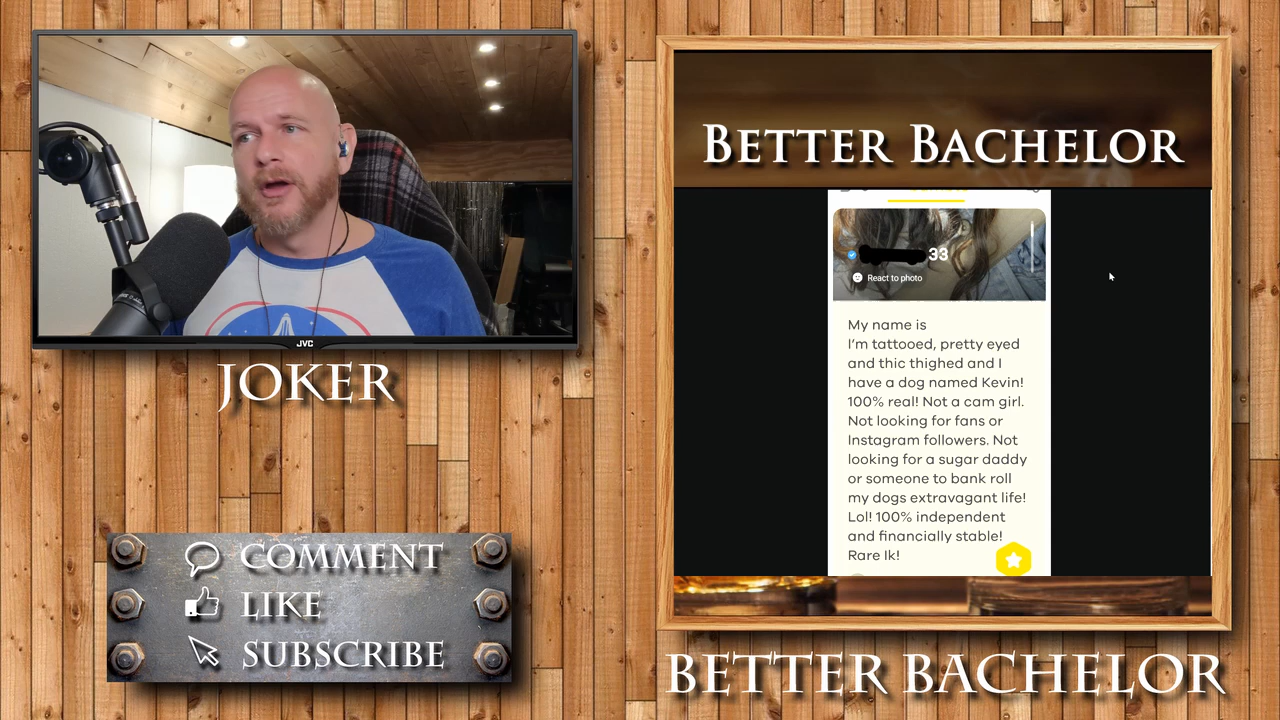 JVC
JOKER
COMMENT
LIKE
SUBSCRIBE
BETTER BACHELOR
33
React to photo
My name is
I'm tattooed, pretty eyed
and thic thighed and I
have a dog named Kevin!
100% real! Not a cam girl.
Not looking for fans or
Instagram followers. Not
looking for a sugar daddy
or someone to bank roll
my dogs extravagant life!
Lol! 100% independent
and financially stable!
Rare Ik!
BETTER BACHELOR